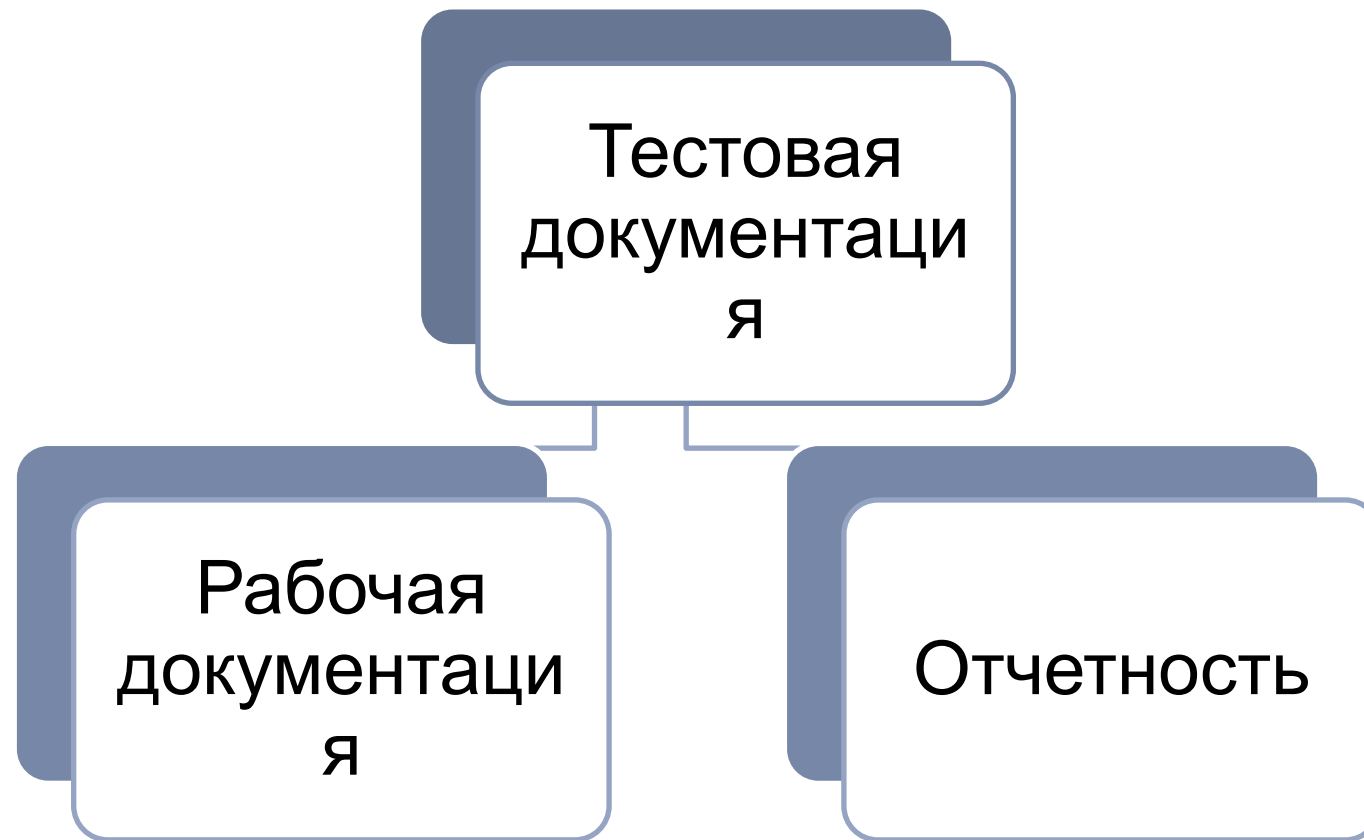 Тестовая
документаци
я
Рабочая
документаци
я
Отчетность